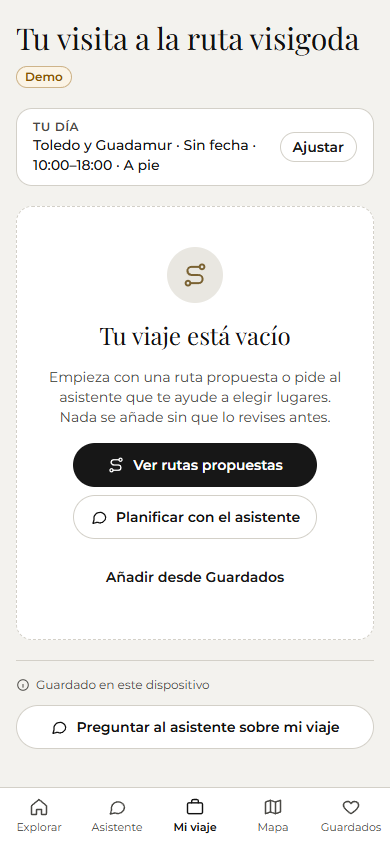 Tu visita a la ruta visigoda
Demo
TU DÍA
Toledo y Guadamur · Sin fecha ·
10:00–18:00 · A pie
Ajustar
Tu viaje está vacío
Empieza con una ruta propuesta o pide al
asistente que te ayude a elegir lugares.
Nada se añade sin que lo revises antes.
Ver rutas propuestas
Planificar con el asistente
Añadir desde Guardados
Guardado en este dispositivo
Preguntar al asistente sobre mi viaje
Explorar
Asistente
Mi viaje
Mapa
Guardados